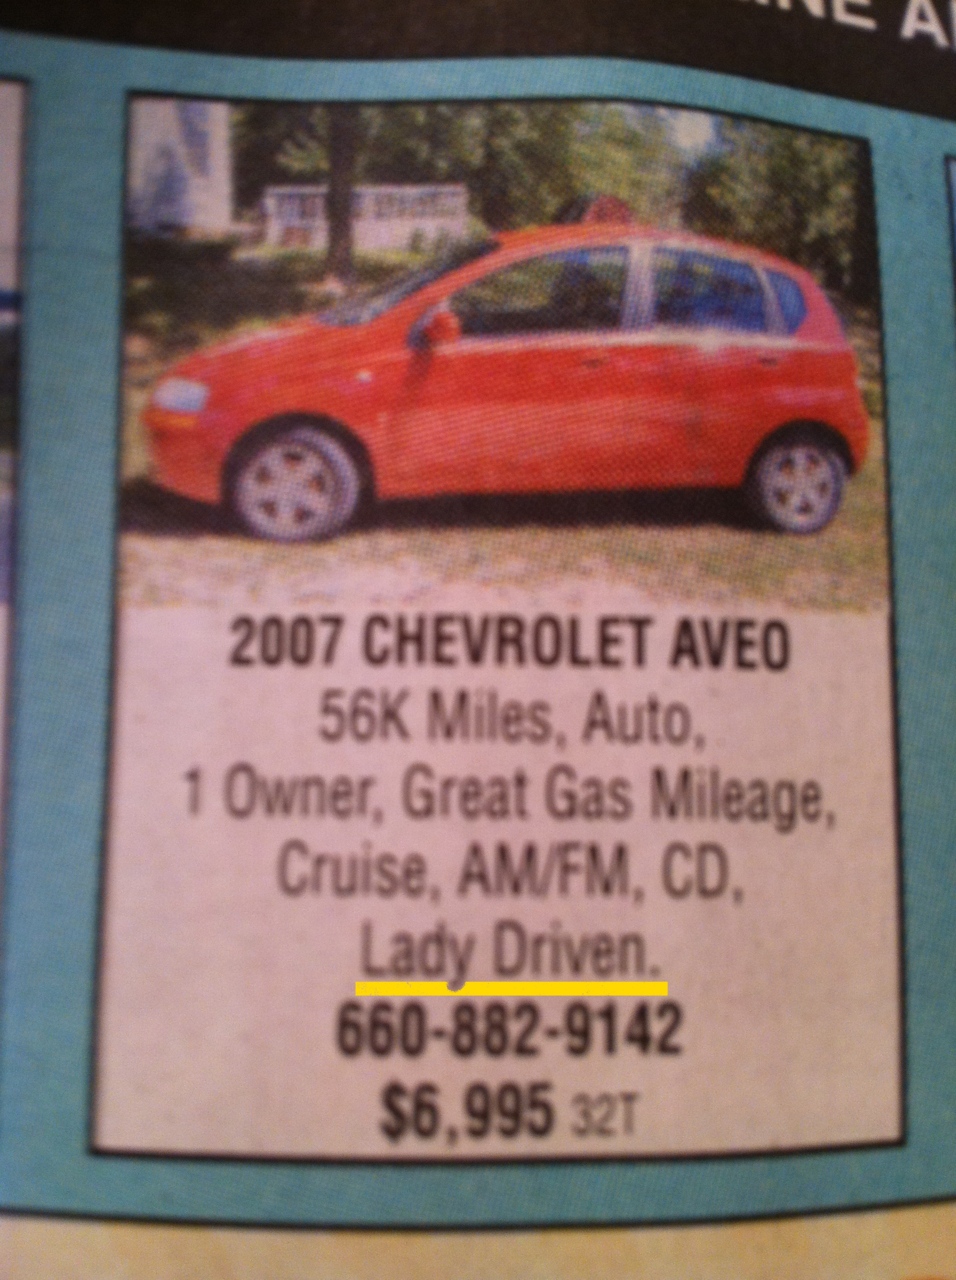 2007 CHEVROLET AVEO
56K Miles, Auto,
1 Owner, Great Gas Mileage,
Cruise, AM/FM, CD,
Lady Driven.
660-882-9142
$6,995 32T